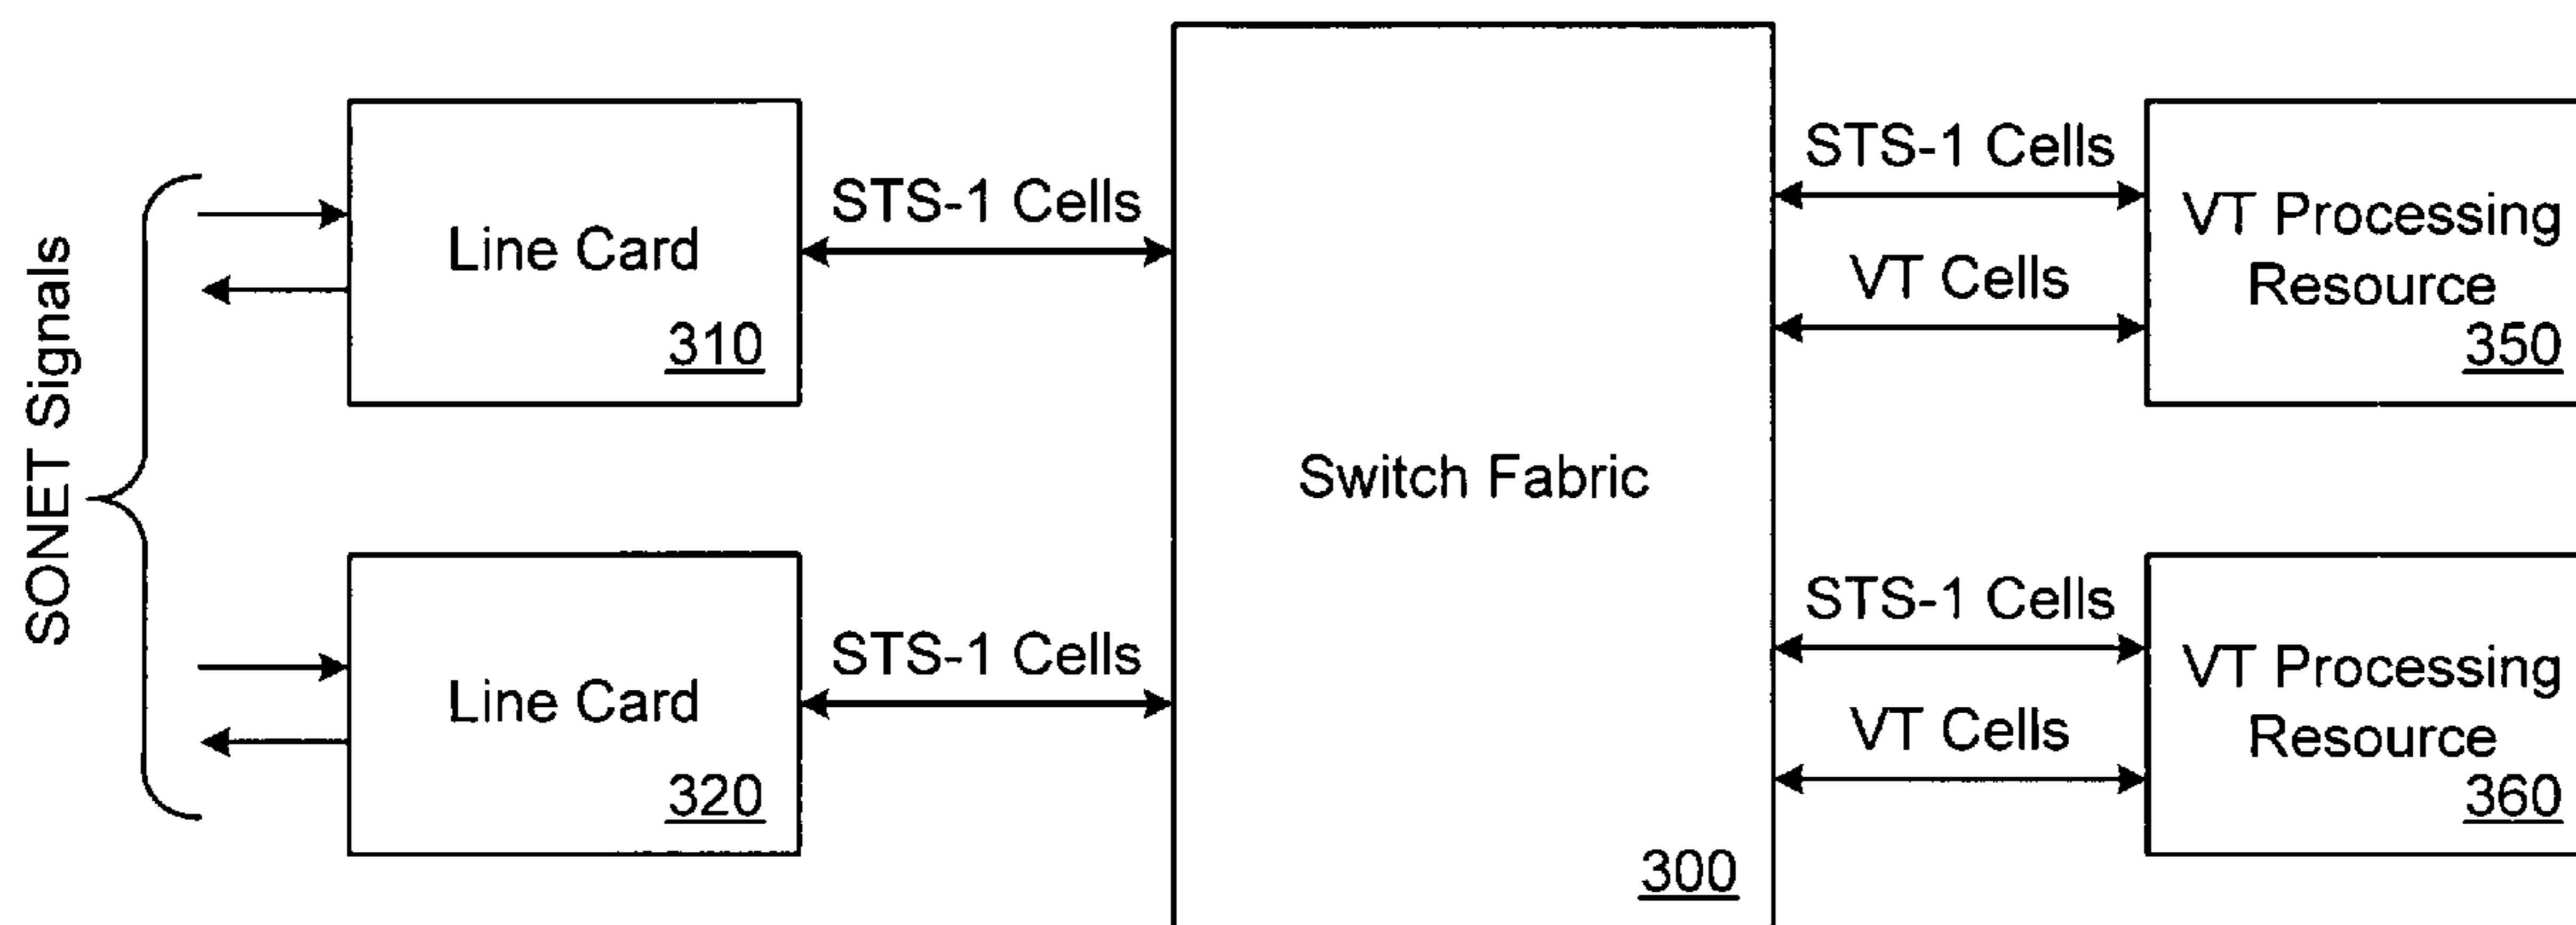 SONET Signals
Line Card
310
STS-1 Cells
Line Card
320
STS-1 Cells
Switch Fabric
300
STS-1 Cells
VT Cells
VT Processing
Resource
350
STS-1 Cells
VT Cells
VT Processing
Resource
360